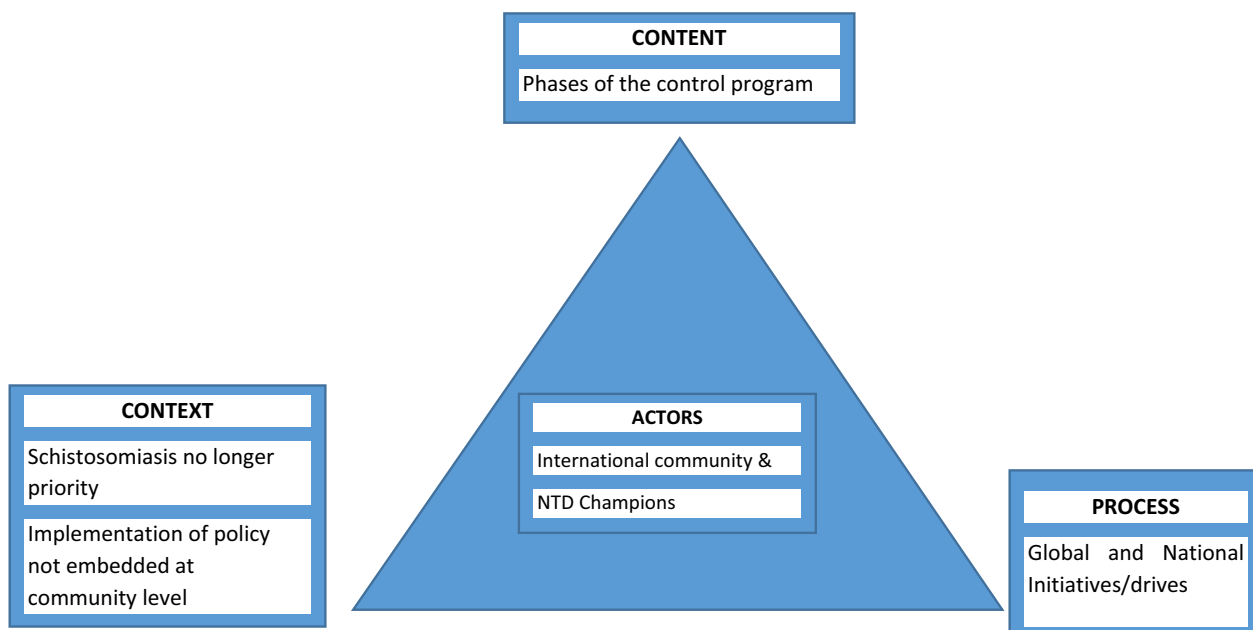 CONTENT
Phases of the control program
CONTEXT
Schistosomiasis no longer
priority
Implementation of policy
not embedded at
community level
ACTORS
International community &
NTD Champions
PROCESS
Global and National
Initiatives/drives